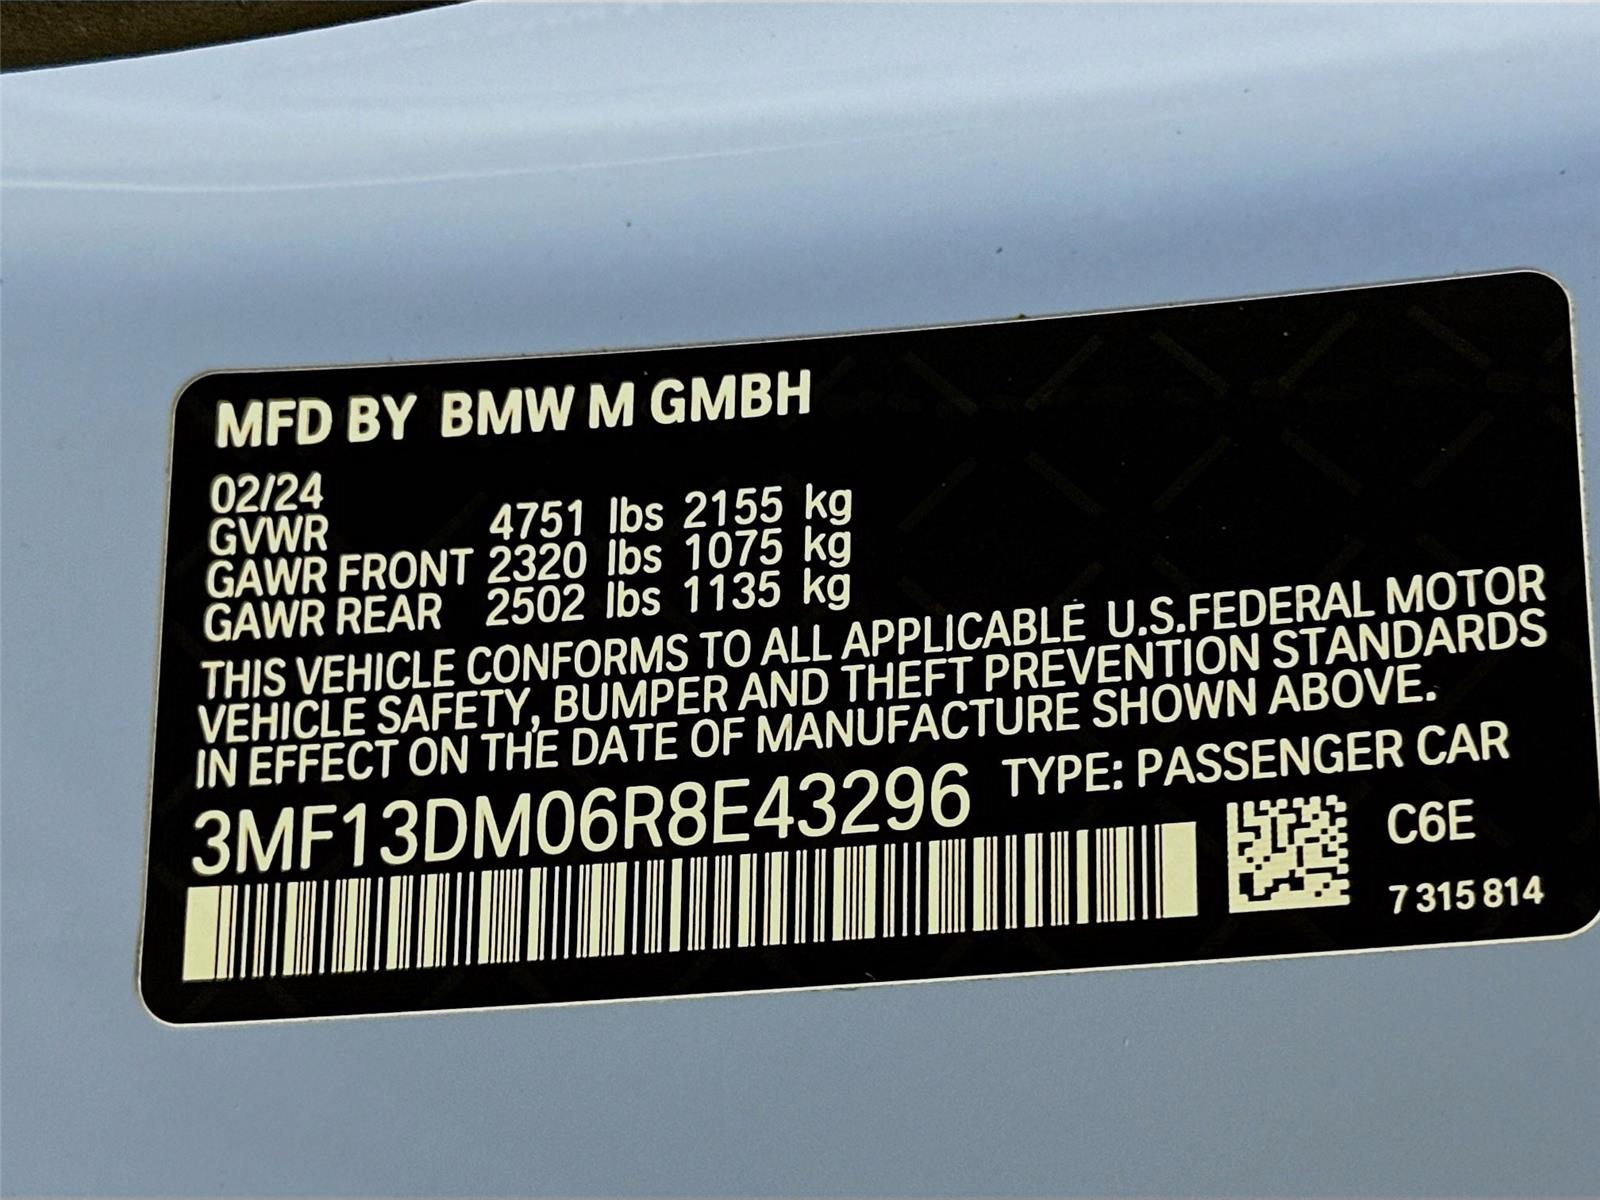 MFD BY BMW M GMBH
02/24
GVWR 4751 lbs 2155 kg
GAWR FRONT 2320 lbs 1075 kg
GAWR REAR 2502 lbs 1135 kg
THIS VEHICLE CONFORMS TO ALL APPLICABLE U.S.FEDERAL MOTOR
VEHICLE SAFETY, BUMPER AND THEFT PREVENTION STANDARDS
IN EFFECT ON THE DATE OF MANUFACTURE SHOWN ABOVE.
3MF13DM06R8E43296 TYPE: PASSENGER CAR
C6E
7 315 814